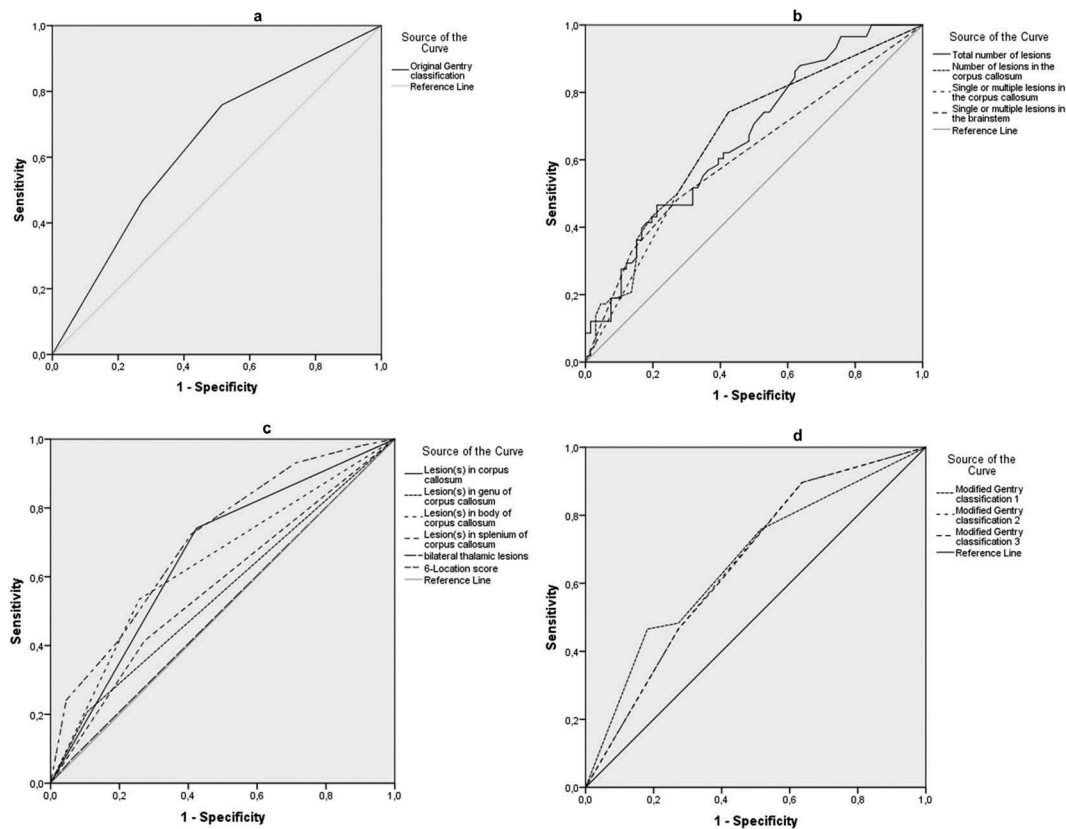 a
1,0
0,8
0,6
0,4
0,2
0,0
Sensitivity
0,0 0,2 0,4 0,6 0,8 1,0
1 - Specificity
Source of the
Curve
Original Gentry
classification
Reference Line
b
1,0
0,8
0,6
0,4
0,2
0,0
Sensitivity
0,0 0,2 0,4 0,6 0,8 1,0
1 - Specificity
Source of the
Curve
Total number of lesions
Number of lesions in the
corpus callosum
Single or multiple lesions in
the corpus callosum
Single or multiple lesions in
the brainstem
Reference Line
c
1,0
0,8
0,6
0,4
0,2
0,0
Sensitivity
0,0 0,2 0,4 0,6 0,8 1,0
1 - Specificity
Source of the Curve
Lesion(s) in corpus
callosum
Lesion(s) in genu of
corpus callosum
Lesion(s) in body of
corpus callosum
Lesion(s) in splenium of
corpus callosum
bilateral thalamic lesions
6-Location score
Reference Line
d
1,0
0,8
0,6
0,4
0,2
0,0
Sensitivity
0,0 0,2 0,4 0,6 0,8 1,0
1 - Specificity
Source of the
Curve
Modified Gentry
classification 1
Modified Gentry
classification 2
Modified Gentry
classification 3
Reference Line